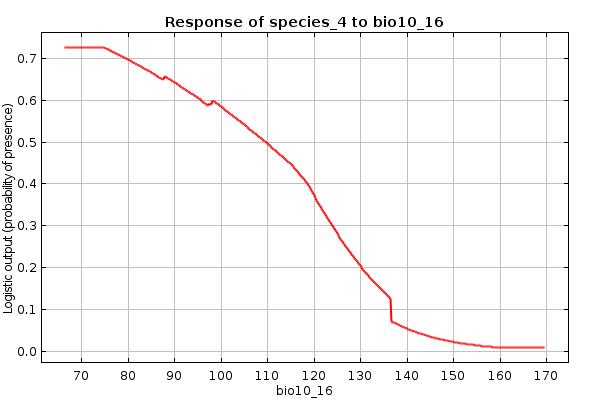 Response of species_4 to bio10_16
Logistic output (probability of presence)
0.7
0.6
0.5
0.4
0.3
0.2
0.1
0.0
70 80 90 100 110 120 130 140 150 160 170
bio10_16